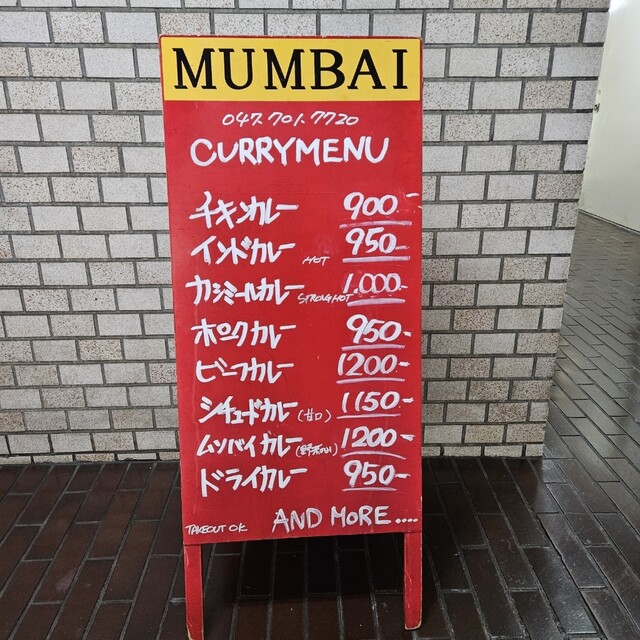 MUMBAI
047.701.7720
CURRYMENU
チキンカレー 900-
インドカレー HOT 950-
カシミールカレー STRONG HOT 1.000-
ポークカレー 950-
ビーフカレー 1200-
シチュードカレー (甘口) 1150-
ムンバイカレー 1200-
ドライカレー 950-
TAKEOUT OK AND MORE....